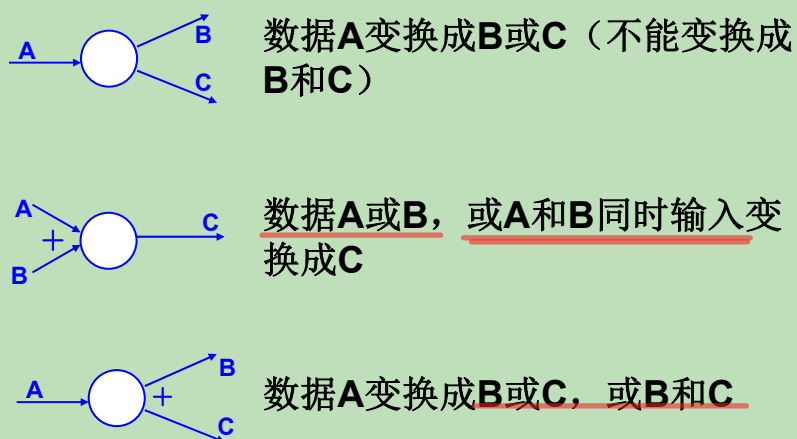 A
B
C
数据A变换成B或C（不能变换成
B和C）
A
+
B
C
数据A或B，或A和B同时输入变
换成C
A
B
+
C
数据A变换成B或C，或B和C